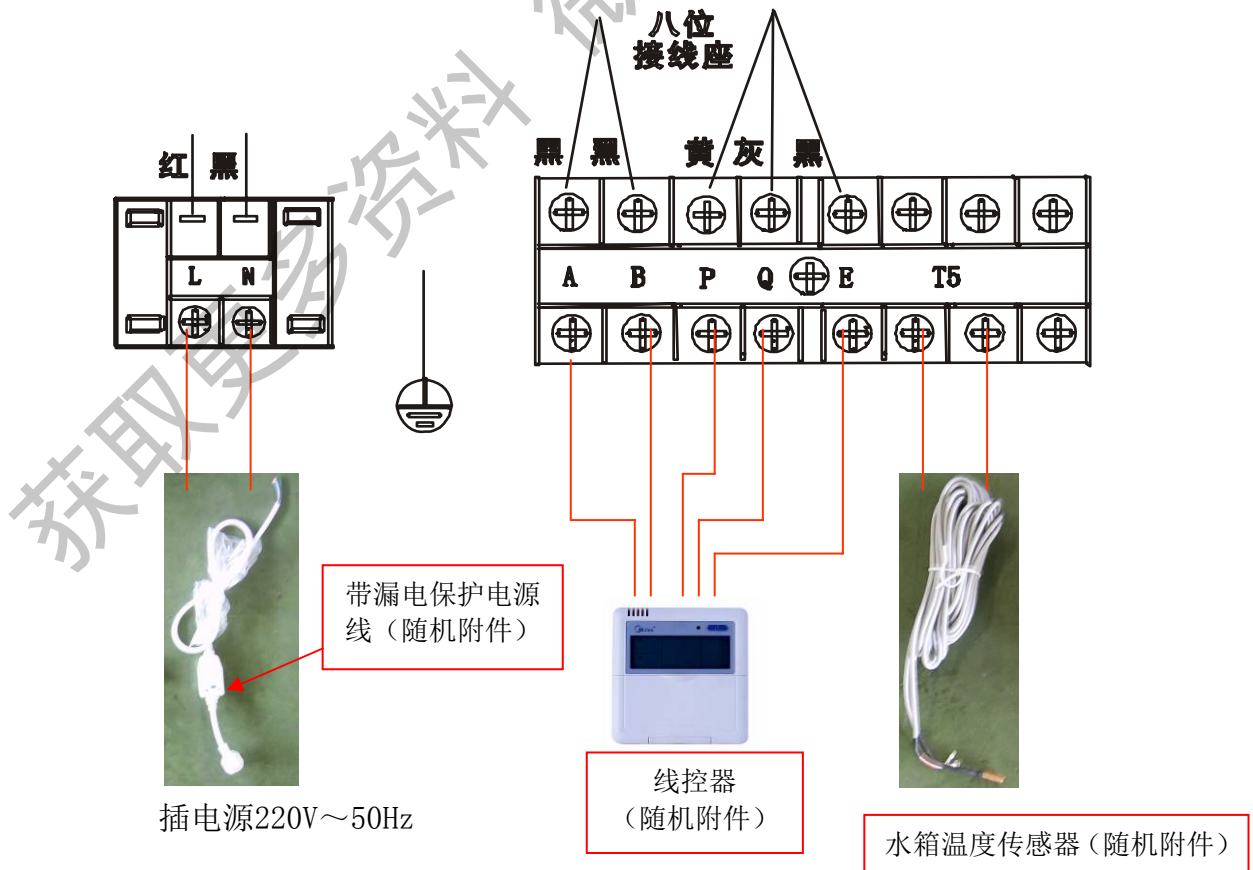 八位
接线座
红 黑
黑 黑 黄 灰 黑
L N
A B P Q E T5
带漏电保护电源
线（随机附件）
线控器
（随机附件）
插电源220V～50Hz
水箱温度传感器（随机附件）
获取更多资料